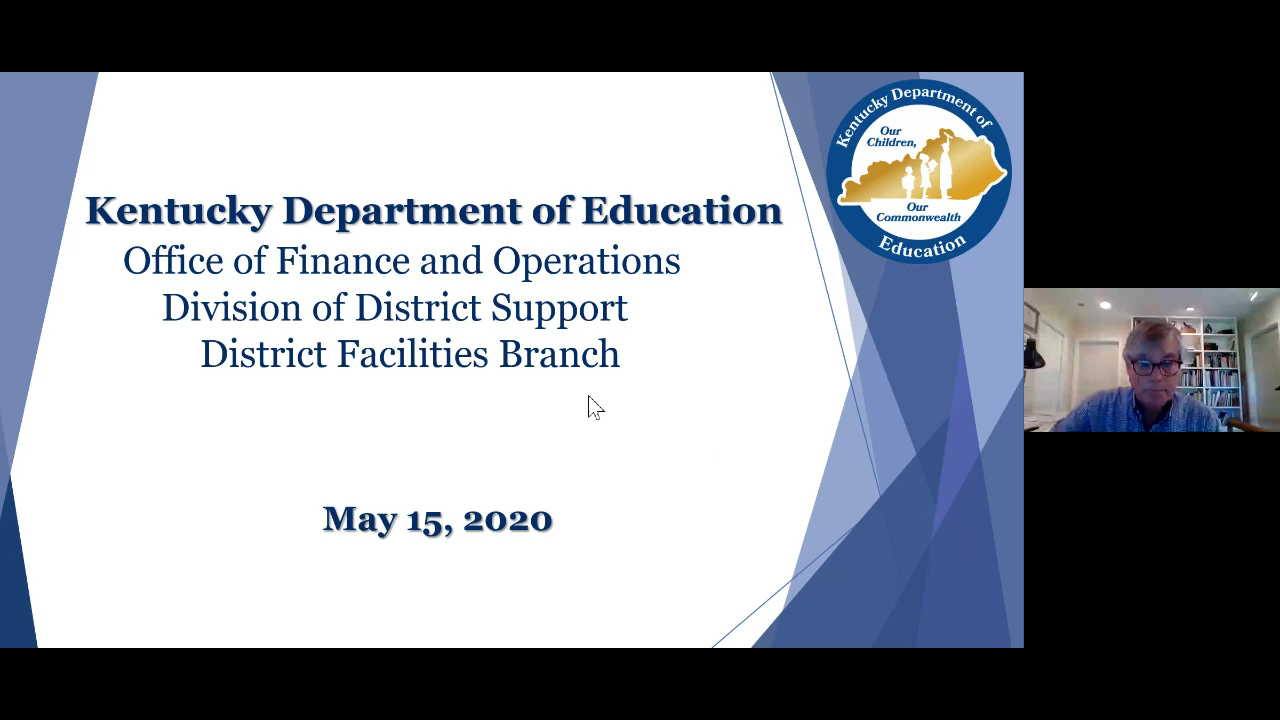 Kentucky Department of Education
Office of Finance and Operations
Division of District Support
District Facilities Branch
May 15, 2020
Kentucky Department of
Our
Children,
Our
Commonwealth
Education